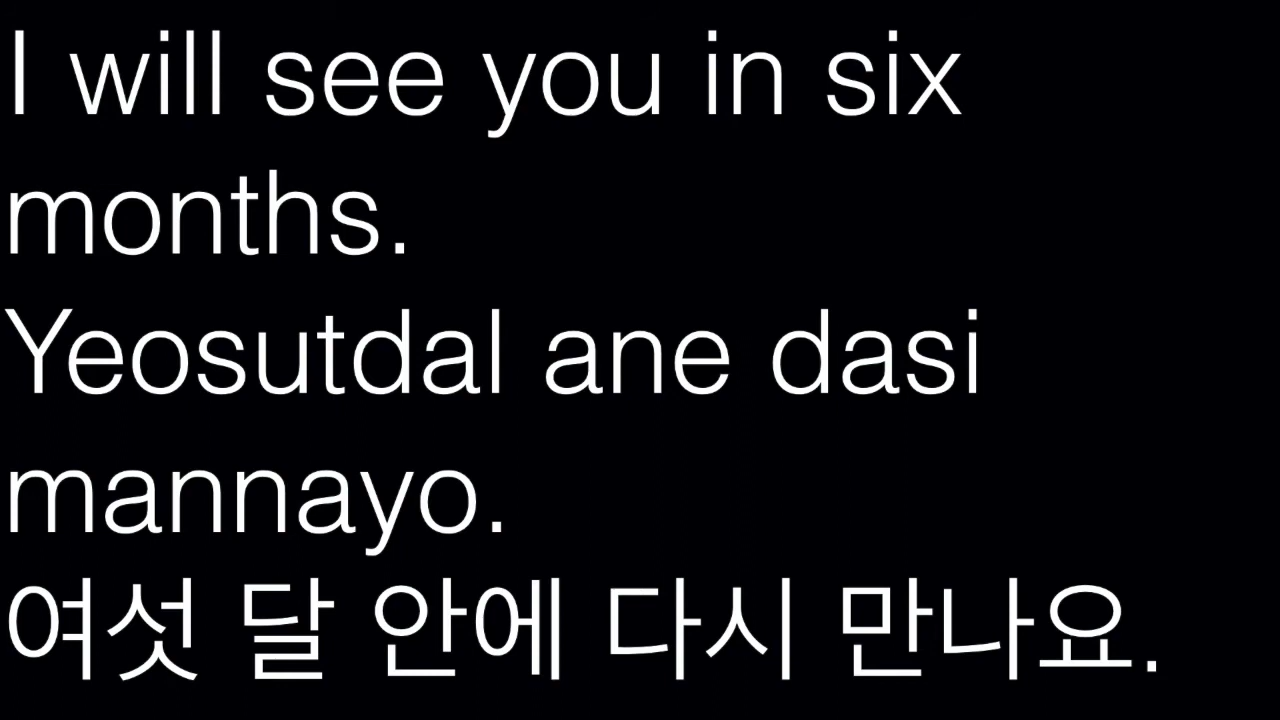 I will see you in six
months.
Yeosutdal ane dasi
mannayo.
여섯 달 안에 다시 만나요.